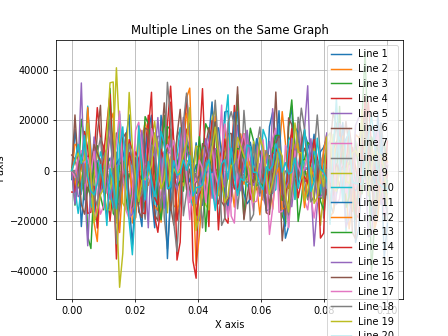 Multiple Lines on the Same Graph
40000
20000
0
−20000
−40000
0.00
0.02
0.04
0.06
0.08
X axis
axis
Line 1
Line 2
Line 3
Line 4
Line 5
Line 6
Line 7
Line 8
Line 9
Line 10
Line 11
Line 12
Line 13
Line 14
Line 15
Line 16
Line 17
Line 18
Line 19
Line 20